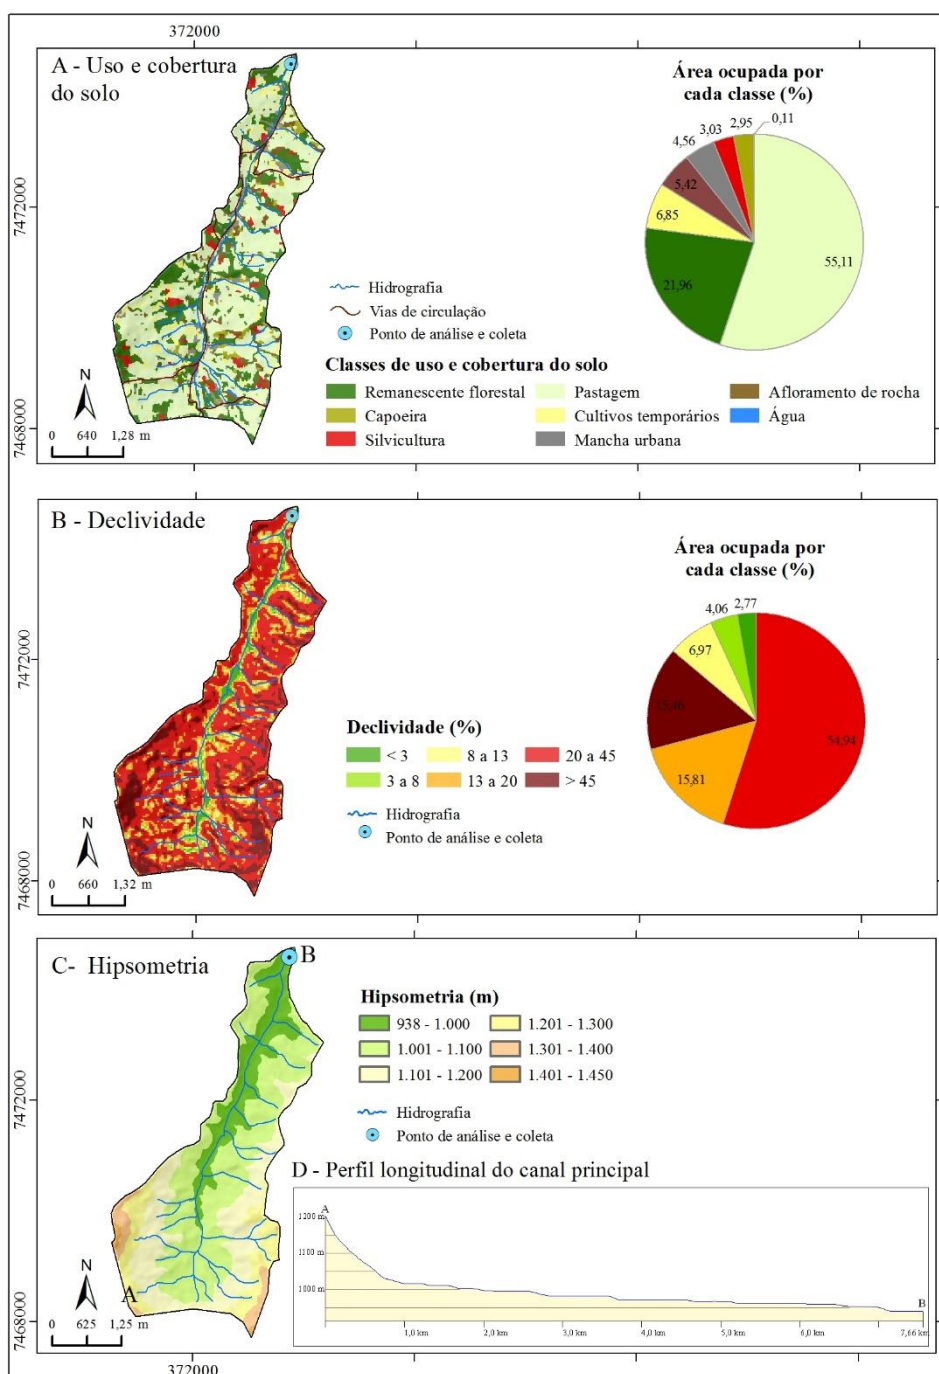 372000
A - Uso e cobertura
do solo
Área ocupada por
cada classe (%)
0,11
2,95
3,03
4,56
5,42
6,85
21,96
55,11
7472000
7468000
Hidrografia
Vias de circulação
Ponto de análise e coleta
Classes de uso e cobertura do solo
Remanescente florestal
Pastagem
Afloramento de rocha
Capoeira
Cultivos temporários
Água
Silvicultura
Mancha urbana
N
0 640 1,28 m
B - Declividade
Área ocupada por
cada classe (%)
4,06
2,77
6,97
15,46
15,81
54,94
7472000
7468000
Declividade (%)
< 3
8 a 13
20 a 45
3 a 8
13 a 20
> 45
Hidrografia
Ponto de análise e coleta
N
0 660 1,32 m
C- Hipsometria
B
Hipsometria (m)
938 - 1.000
1.201 - 1.300
1.001 - 1.100
1.301 - 1.400
1.101 - 1.200
1.401 - 1.450
Hidrografia
Ponto de análise e coleta
7472000
7468000
A
N
0 625 1,25 m
D - Perfil longitudinal do canal principal
A
1200 m
1100 m
1000 m
B
1,0 km 2,0 km 3,0 km 4,0 km 5,0 km 6,0 km 7,66 km
372000